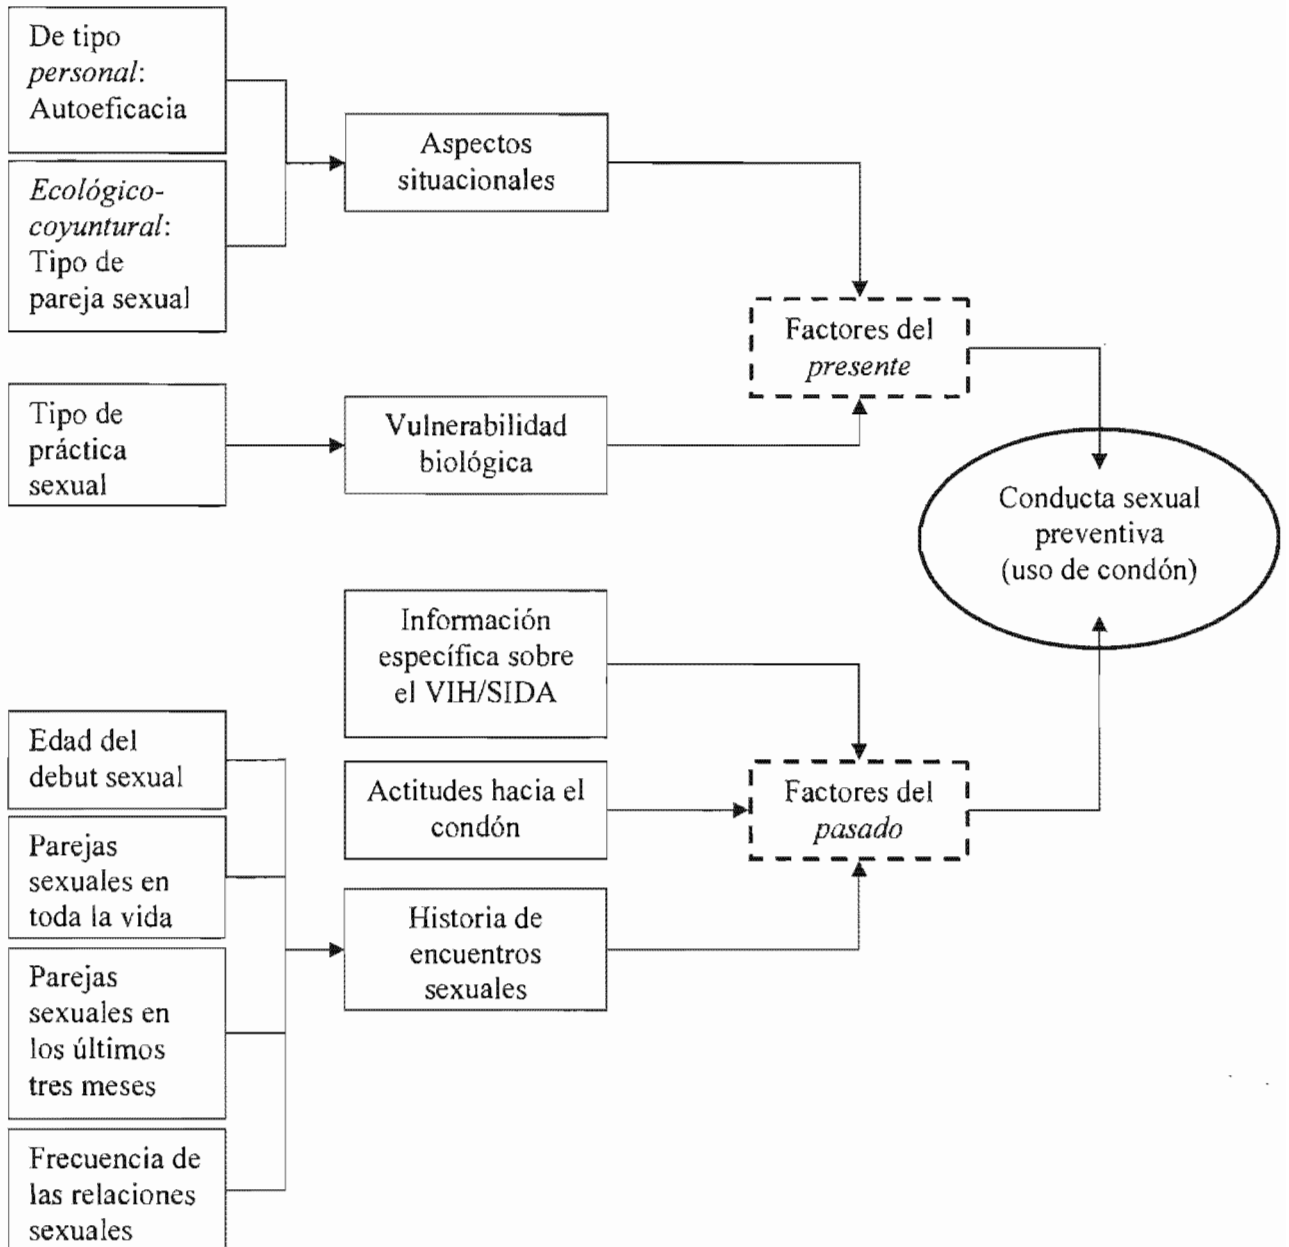 De tipo
personal:
Autoeficacia
Ecológico-
coyuntural:
Tipo de
pareja sexual
Aspectos
situacionales
Factores del
presente
Tipo de
práctica
sexual
Vulnerabilidad
biológica
Conducta sexual
preventiva
(uso de condón)
Información
específica sobre
el VIH/SIDA
Edad del
debut sexual
Actitudes hacia el
condón
Factores del
pasado
Parejas
sexuales en
toda la vida
Historia de
encuentros
sexuales
Parejas
sexuales en
los últimos
tres meses
Frecuencia de
las relaciones
sexuales